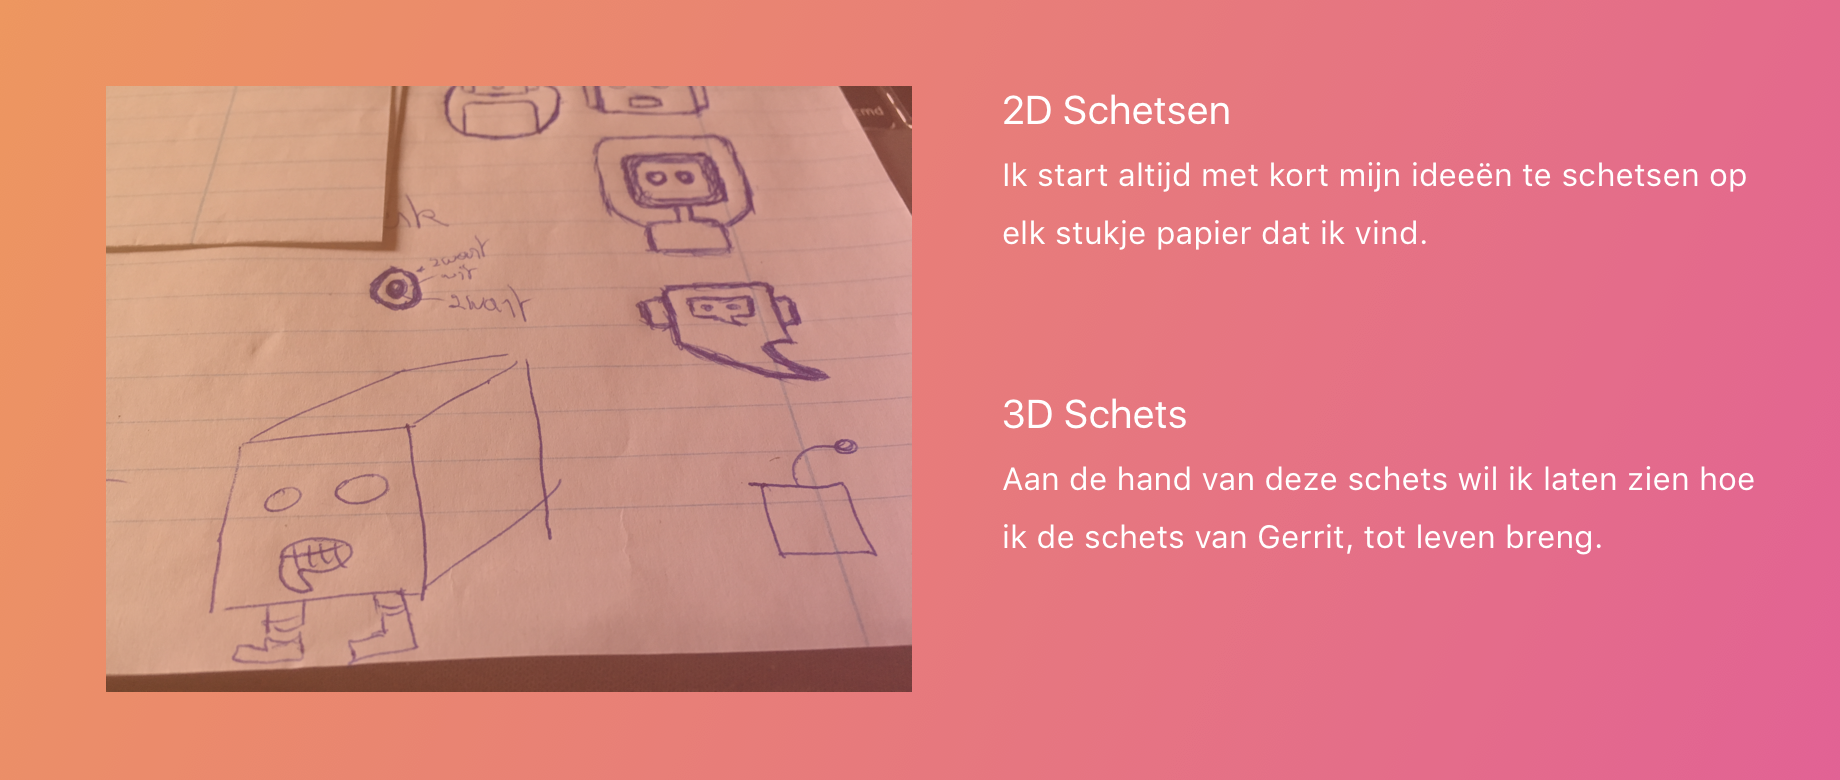 zwart
wit
zwart
md
2D Schetsen
Ik start altijd met kort mijn ideeën te schetsen op
elk stukje papier dat ik vind.
3D Schets
Aan de hand van deze schets wil ik laten zien hoe
ik de schets van Gerrit, tot leven breng.